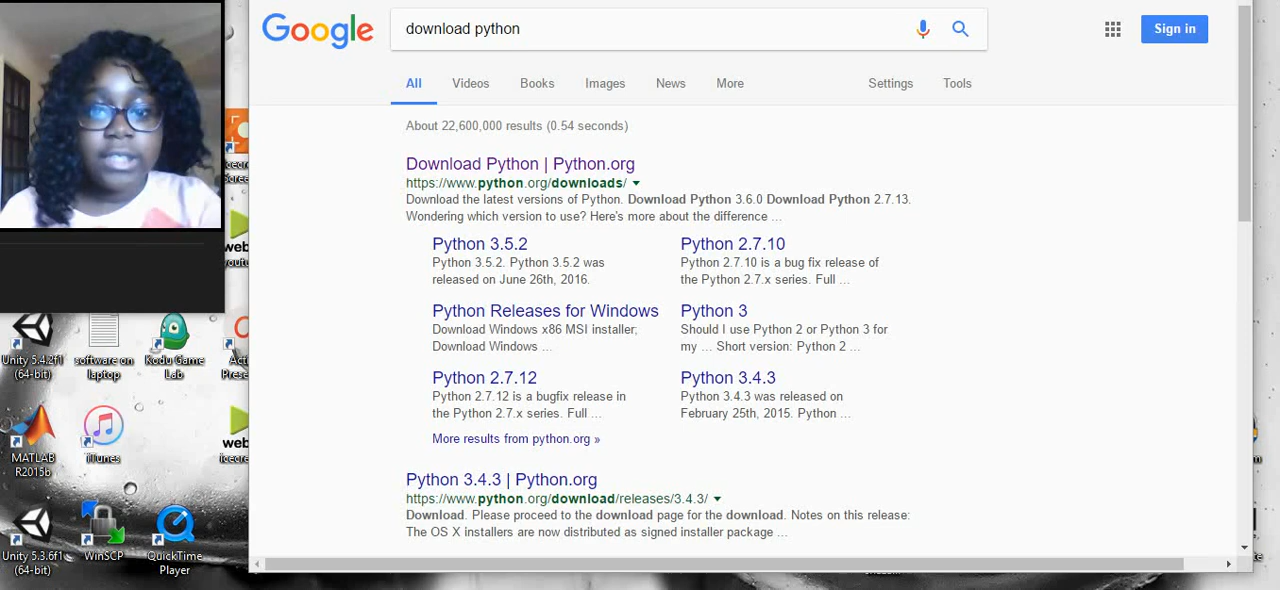 Google
download python
Sign in
All Videos Books Images News More Settings Tools
About 22,600,000 results (0.54 seconds)
Download Python | Python.org
https://www.python.org/downloads/
Download the latest versions of Python. Download Python 3.6.0 Download Python 2.7.13.
Wondering which version to use? Here's more about the difference ...
Python 3.5.2
Python 3.5.2. Python 3.5.2 was
released on June 26th, 2016.
Python 2.7.10
Python 2.7.10 is a bug fix release of
the Python 2.7.x series. Full ...
Python Releases for Windows
Download Windows x86 MSI installer;
Download Windows ...
Python 3
Should I use Python 2 or Python 3 for
my ... Short version: Python 2 ...
Python 2.7.12
Python 2.7.12 is a bugfix release in
the Python 2.7.x series. Full ...
Python 3.4.3
Python 3.4.3 was released on
February 25th, 2015. Python ...
More results from python.org »
Python 3.4.3 | Python.org
https://www.python.org/download/releases/3.4.3/
Download. Please proceed to the download page for the download. Notes on this release:
The OS X installers are now distributed as signed installer package ...
web
Unity 5.4.2f1
(64-bit)
software on
laptop
Kodu Game
Lab
MATLAB
R2015b
iTunes
web
Unity 5.3.6f1
(64-bit)
WinSCP
QuickTime
Player